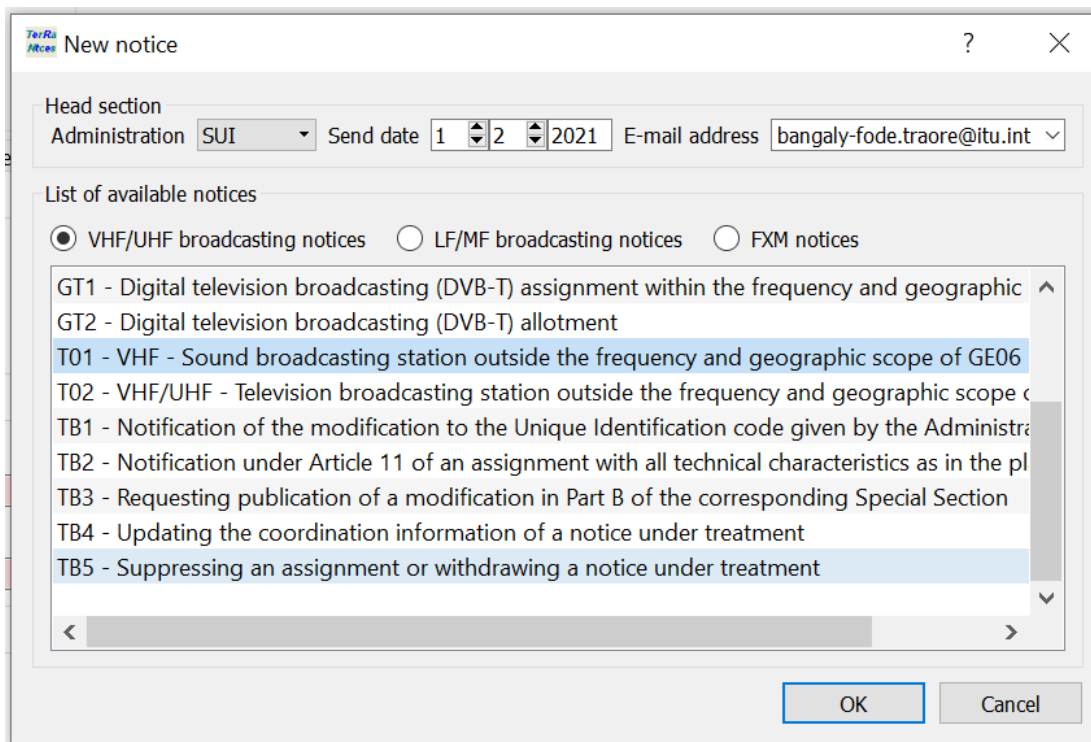 TerRa
Ntces
New notice
?
Head section
Administration SUI Send date 1 2 2021 E-mail address bangaly-fode.traore@itu.int
List of available notices
VHF/UHF broadcasting notices LF/MF broadcasting notices FXM notices
GT1 - Digital television broadcasting (DVB-T) assignment within the frequency and geographic
GT2 - Digital television broadcasting (DVB-T) allotment
T01 - VHF - Sound broadcasting station outside the frequency and geographic scope of GE06
T02 - VHF/UHF - Television broadcasting station outside the frequency and geographic scope
TB1 - Notification of the modification to the Unique Identification code given by the
TB2 - Notification under Article 11 of an assignment with all technical characteristics as in the
TB3 - Requesting publication of a modification in Part B of the corresponding Special Section
TB4 - Updating the coordination information of a notice under treatment
TB5 - Suppressing an assignment or withdrawing a notice under treatment
OK Cancel